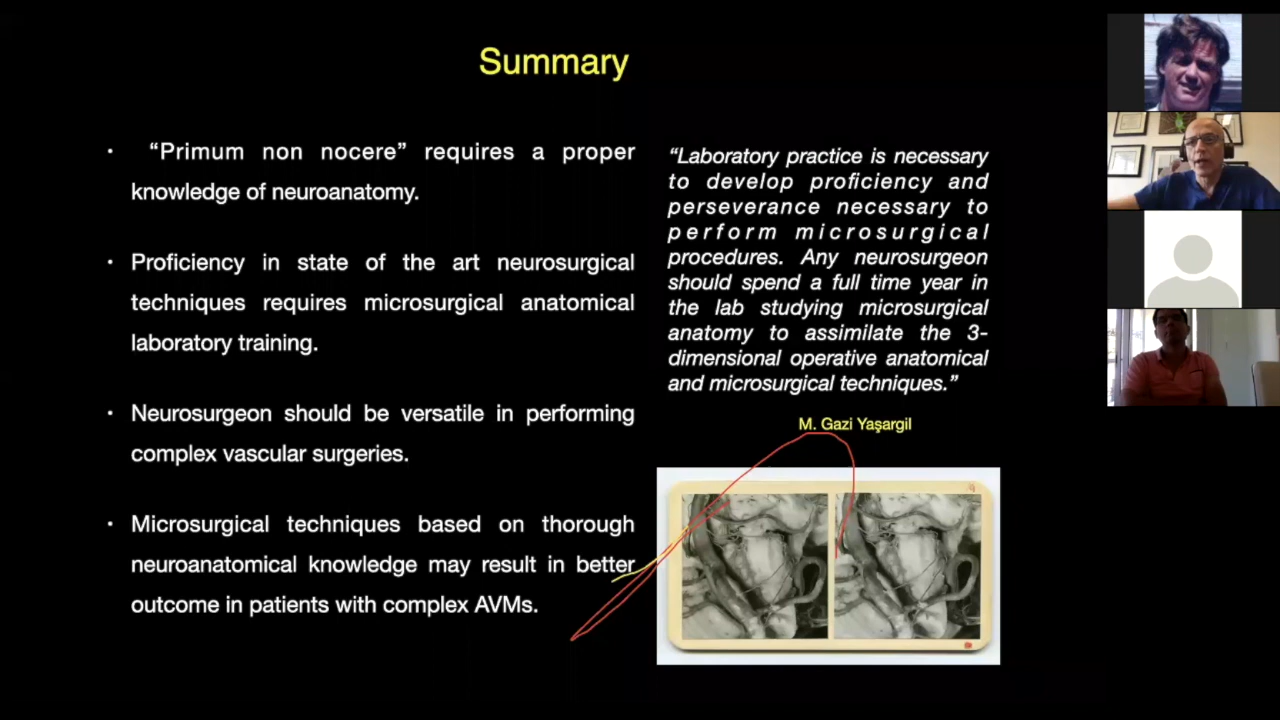 Summary
• “Primum non nocere” requires a proper
knowledge of neuroanatomy.
• Proficiency in state of the art neurosurgical
techniques requires microsurgical anatomical
laboratory training.
• Neurosurgeon should be versatile in performing
complex vascular surgeries.
• Microsurgical techniques based on thorough
neuroanatomical knowledge may result in better
outcome in patients with complex AVMs.
“Laboratory practice is necessary
to develop proficiency and
perseverance necessary to
perform microsurgical
procedures. Any neurosurgeon
should spend a full time year in
the lab studying microsurgical
anatomy to assimilate the 3-
dimensional operative anatomical
and microsurgical techniques.”
M. Gazi Yaşargil